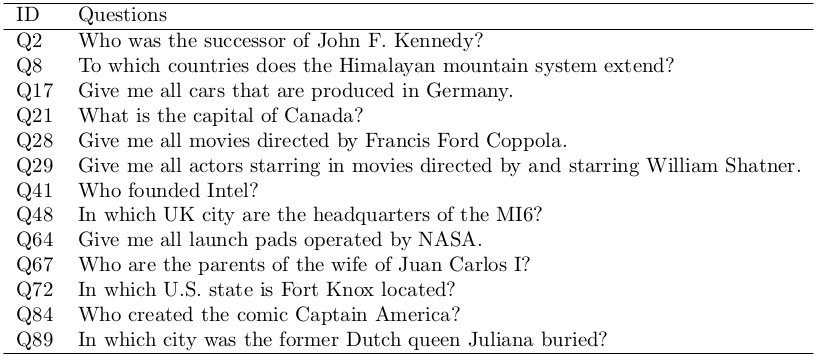 ID Questions
Q2 Who was the successor of John F. Kennedy?
Q8 To which countries does the Himalayan mountain system extend?
Q17 Give me all cars that are produced in Germany.
Q21 What is the capital of Canada?
Q28 Give me all movies directed by Francis Ford Coppola.
Q29 Give me all actors starring in movies directed by and starring William Shatner.
Q41 Who founded Intel?
Q48 In which UK city are the headquarters of the MI6?
Q64 Give me all launch pads operated by NASA.
Q67 Who are the parents of the wife of Juan Carlos I?
Q72 In which U.S. state is Fort Knox located?
Q84 Who created the comic Captain America?
Q89 In which city was the former Dutch queen Juliana buried?